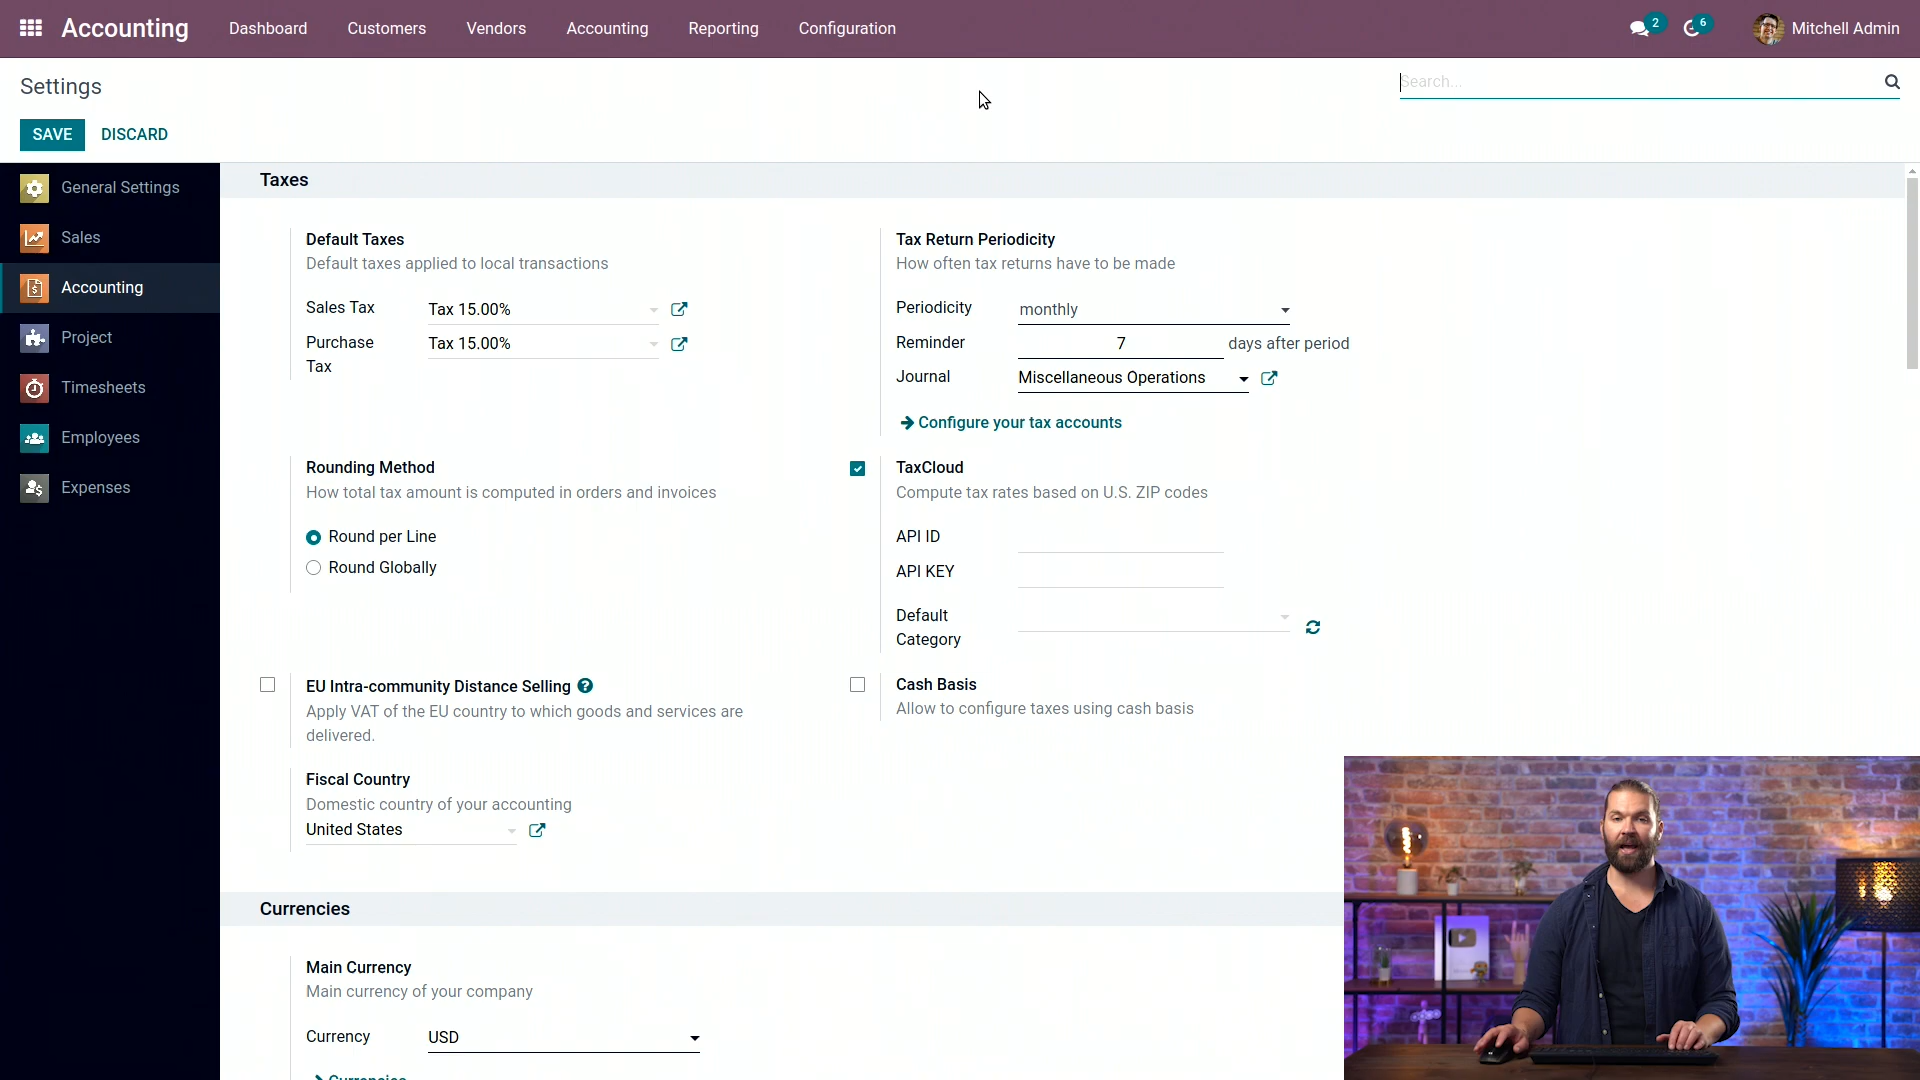 Accounting
Dashboard
Customers
Vendors
Accounting
Reporting
Configuration
2
6
Mitchell Admin
Settings
Search...
SAVE
DISCARD
General Settings
Sales
Accounting
Project
Timesheets
Employees
Expenses
Taxes
Default Taxes
Default taxes applied to local transactions
Sales Tax
Tax 15.00%
Purchase
Tax
Tax 15.00%
Tax Return Periodicity
How often tax returns have to be made
Periodicity
monthly
Reminder
7
days after period
Journal
Miscellaneous Operations
Configure your tax accounts
Rounding Method
How total tax amount is computed in orders and invoices
Round per Line
Round Globally
TaxCloud
Compute tax rates based on U.S. ZIP codes
API ID
API KEY
Default
Category
EU Intra-community Distance Selling
Apply VAT of the EU country to which goods and services are
delivered.
Cash Basis
Allow to configure taxes using cash basis
Fiscal Country
Domestic country of your accounting
United States
Currencies
Main Currency
Main currency of your company
Currency
USD
Currencies